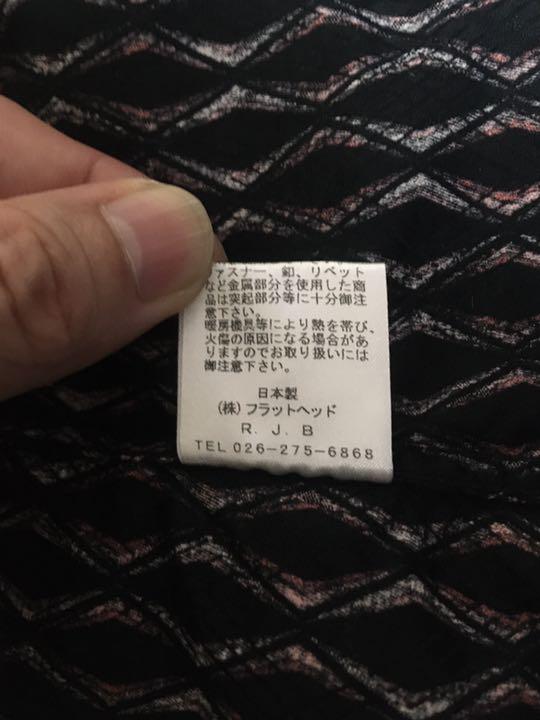 ファスナー、釦、リベット
など金属部分を使用した商
品は突起部分等に十分御注
意下さい。
暖房機具等により熱を帯び、
火傷の原因になる場合があ
りますのでお取り扱いには
御注意下さい。
日本製
(株)フラットヘッド
R.J.B
TEL 026-275-6868